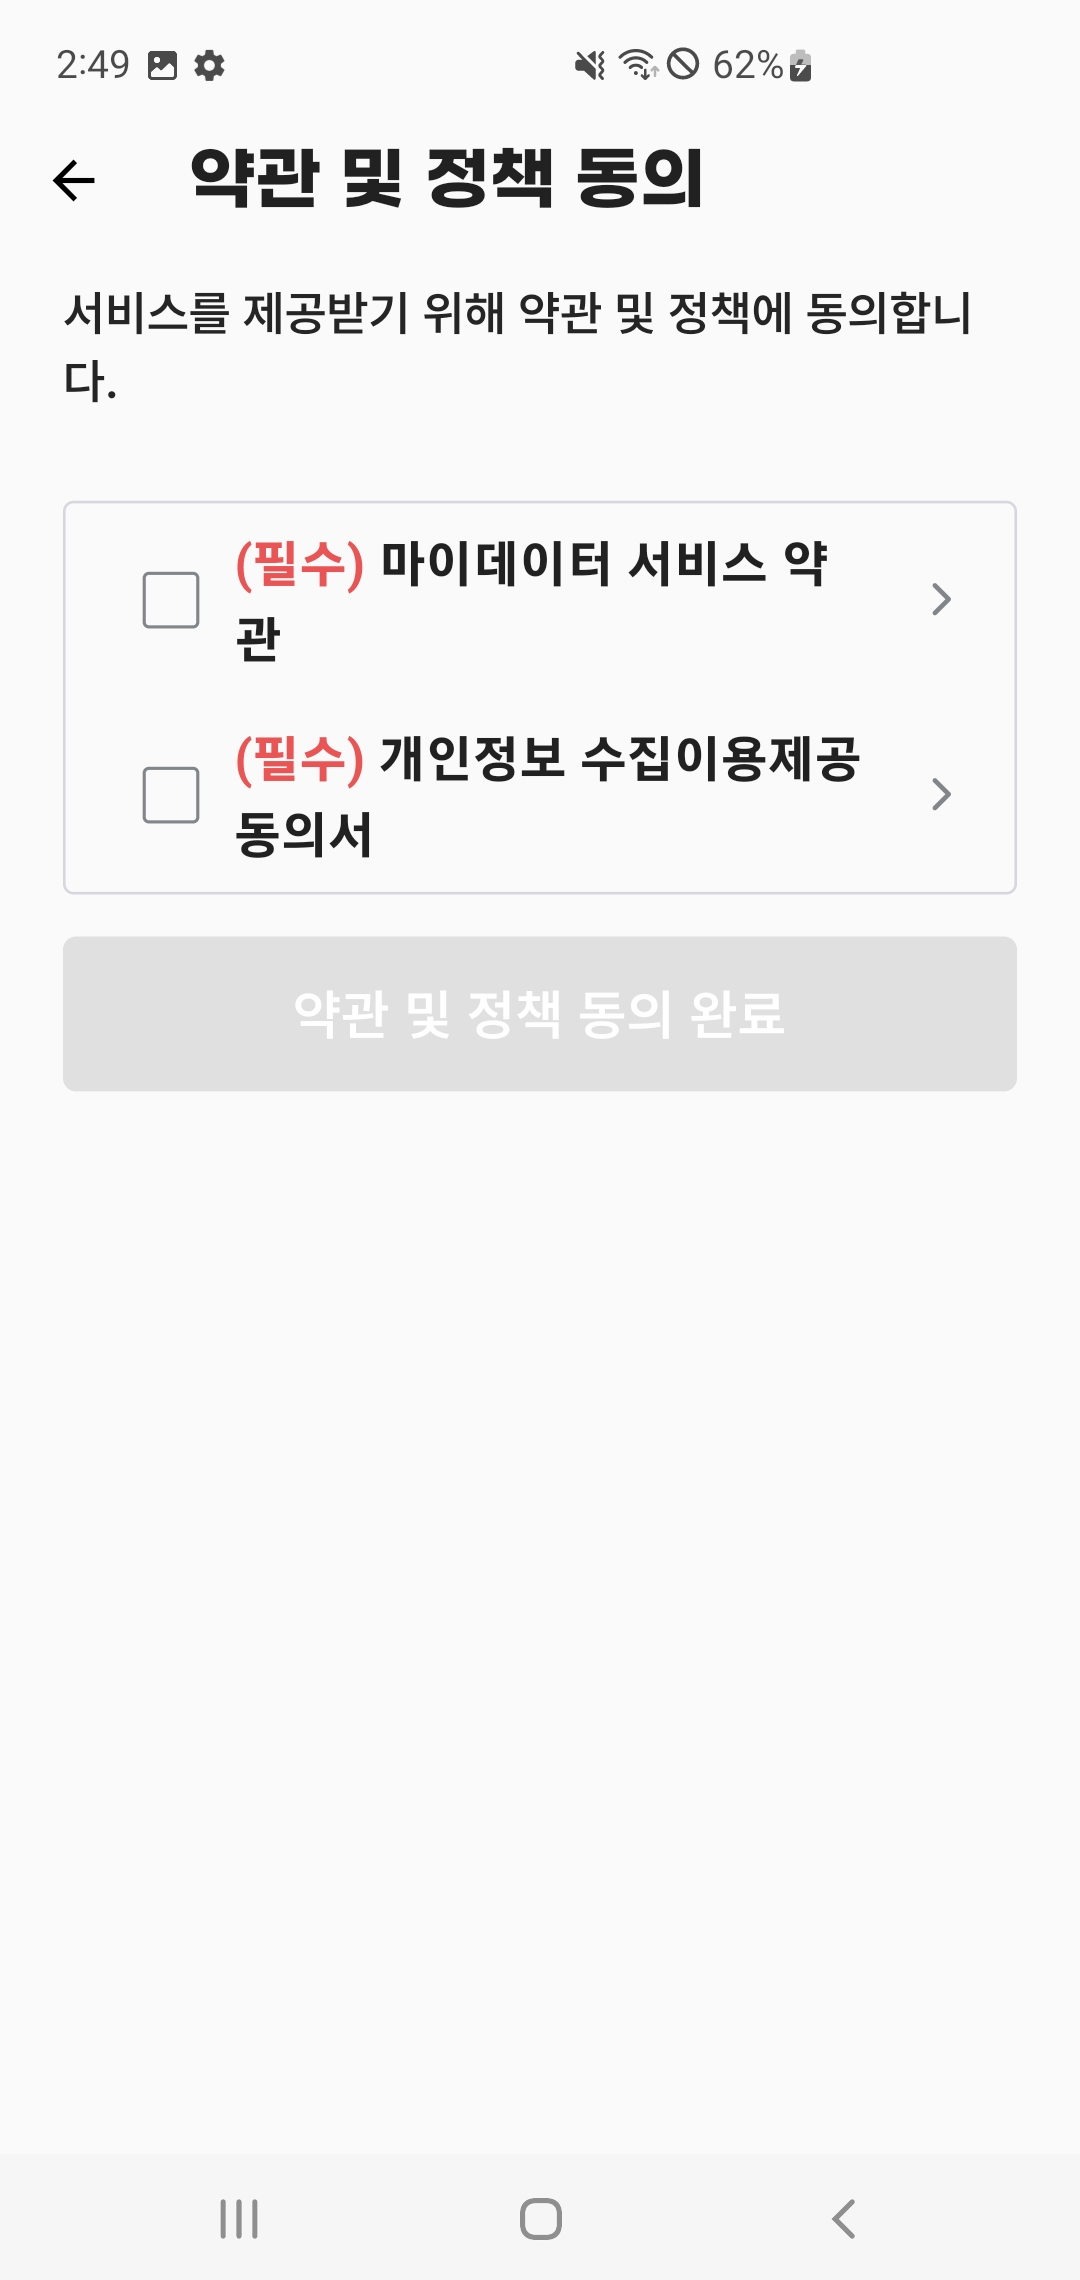 2:49 62%
약관 및 정책 동의
서비스를 제공받기 위해 약관 및 정책에 동의합니
다.
(필수) 마이데이터 서비스 약
관
(필수) 개인정보 수집이용제공
동의서
약관 및 정책 동의 완료